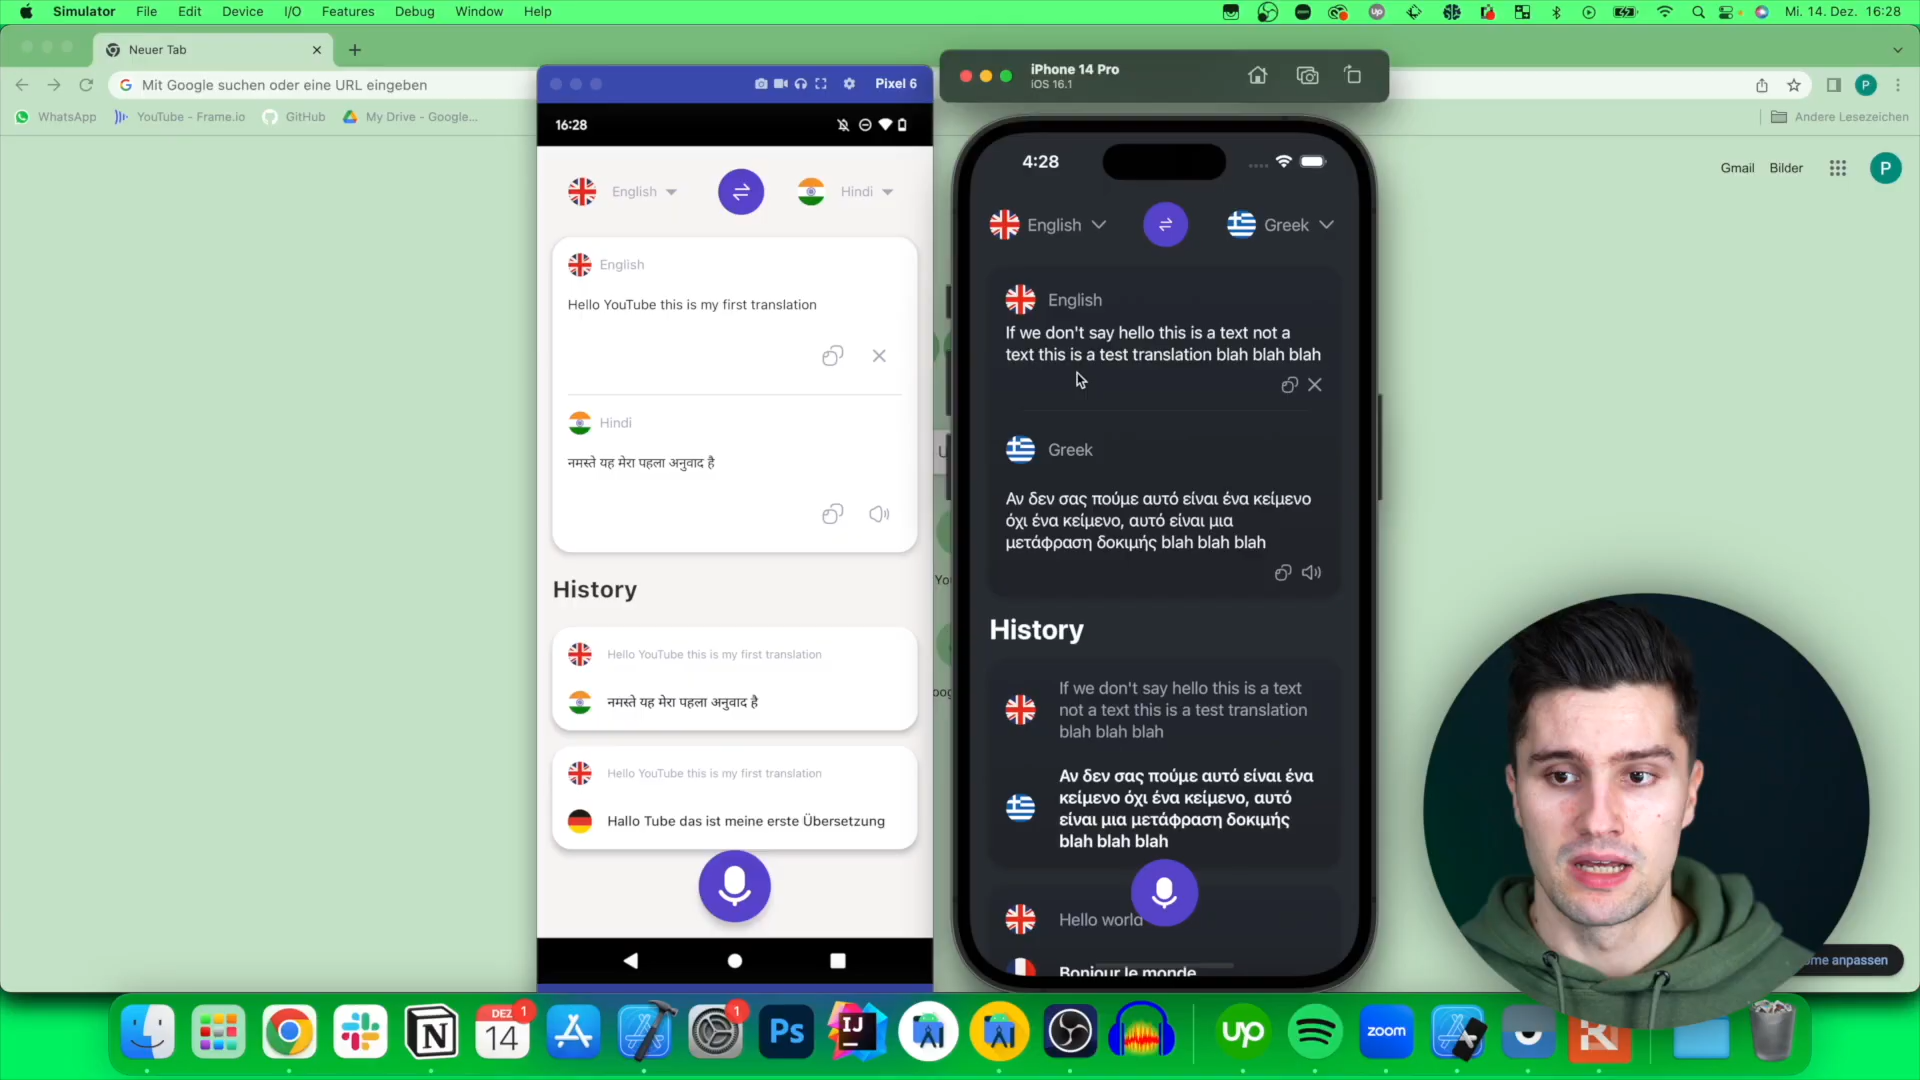 Simulator File Edit Device I/O Features Debug Window Help
Mi. 14. Dez. 16:28
Neuer Tab
Mit Google suchen oder eine URL eingeben
WhatsApp YouTube - Frame.io GitHub My Drive - Google...
Andere Lesezeichen
Gmail Bilder
P
P
Pixel 6
16:28
English Hindi
English
Hello YouTube this is my first translation
Hindi
नमस्ते यह मेरा पहला अनुवाद है
History
Hello YouTube this is my first translation
नमस्ते यह मेरा पहला अनुवाद है
Hello YouTube this is my first translation
Hallo Tube das ist meine erste Übersetzung
iPhone 14 Pro
iOS 16.1
4:28
English Greek
English
If we don't say hello this is a text not a
text this is a test translation blah blah blah
Greek
Αν δεν σας πούμε αυτό είναι ένα κείμενο
όχι ένα κείμενο, αυτό είναι μια
μετάφραση δοκιμής blah blah blah
History
If we don't say hello this is a text
not a text this is a test translation
blah blah blah
Αν δεν σας πούμε αυτό είναι ένα
κείμενο όχι ένα κείμενο, αυτό
είναι μια μετάφραση δοκιμής
blah blah blah
Hello world
Bonjour le monde
ome anpassen
DEZ
14
1
1
Ps
IJ
up
zoom